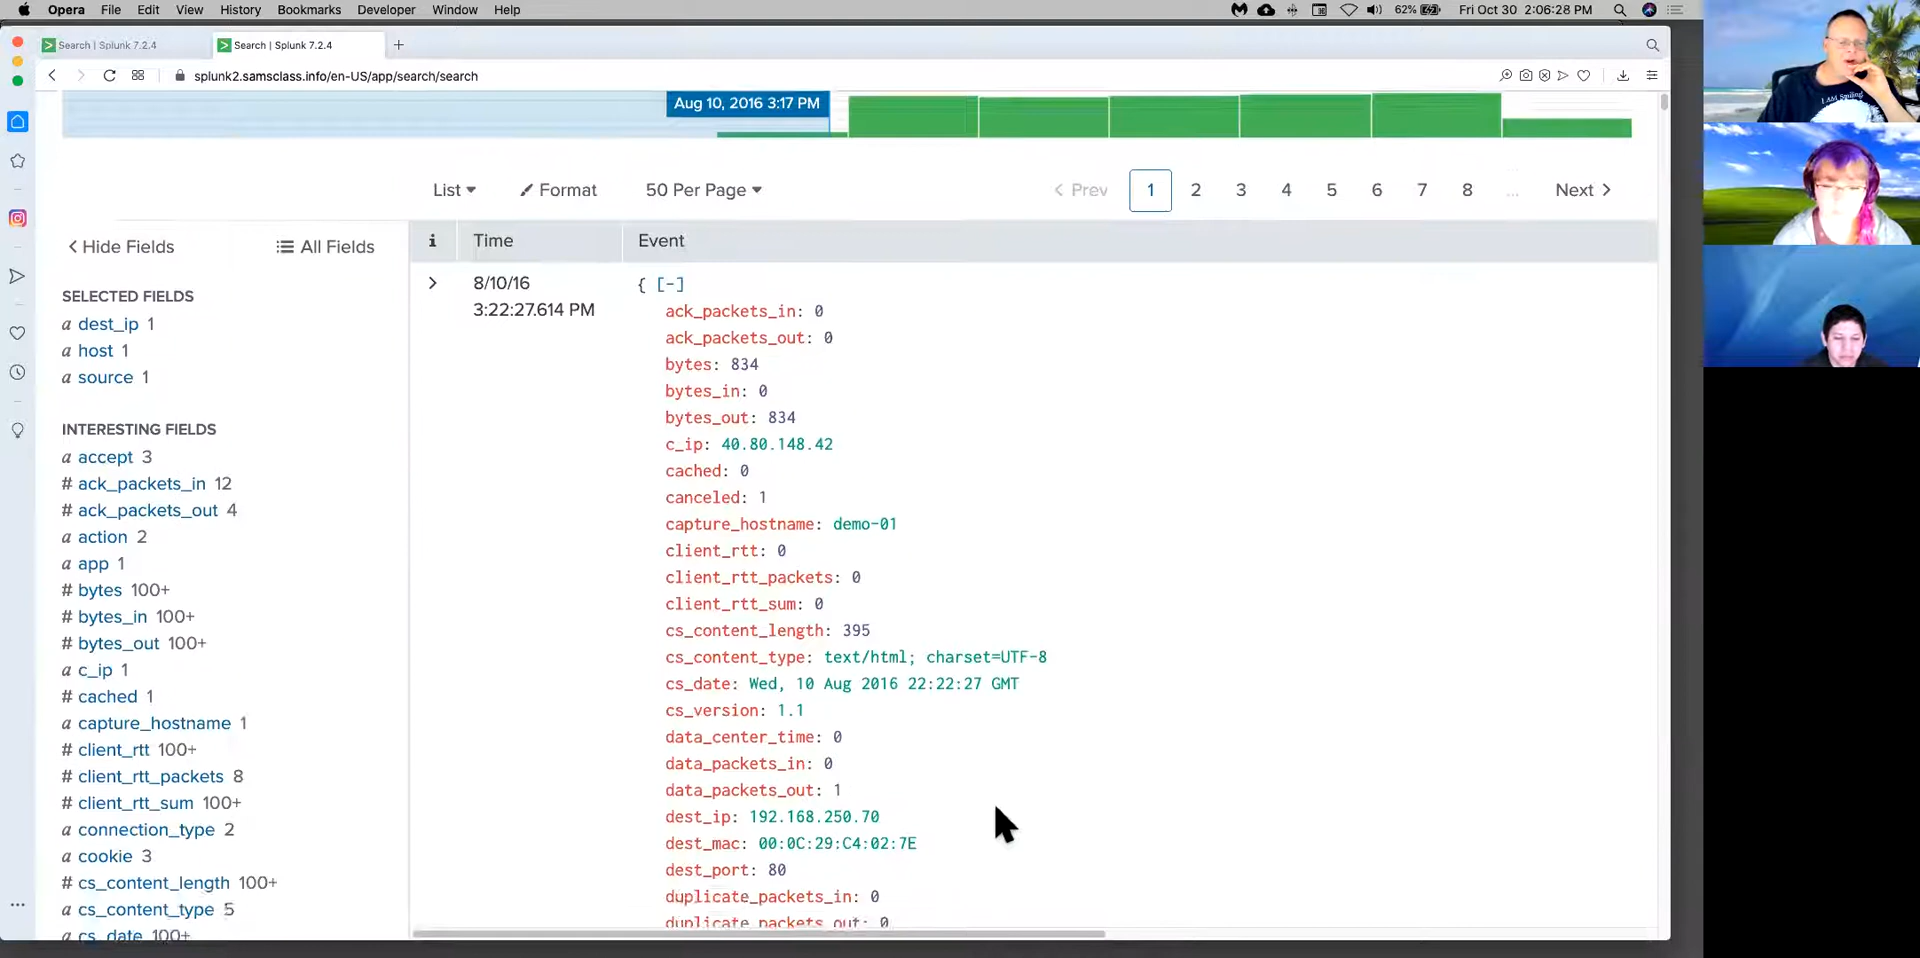 Opera File Edit View History Bookmarks Developer Window Help 62% Fri Oct 30 2:06:28 PM
Search | Splunk 7.2.4 Search | Splunk 7.2.4
splunk2.samsclass.info/en-US/app/search/search
Aug 10, 2016 3:17 PM
List Format 50 Per Page < Prev 1 2 3 4 5 6 7 8 ... Next >
< Hide Fields All Fields
i Time Event
SELECTED FIELDS
a dest_ip 1
a host 1
a source 1
INTERESTING FIELDS
a accept 3
# ack_packets_in 12
# ack_packets_out 4
a action 2
a app 1
# bytes 100+
# bytes_in 100+
# bytes_out 100+
a c_ip 1
# cached 1
a capture_hostname 1
# client_rtt 100+
# client_rtt_packets 8
# client_rtt_sum 100+
a connection_type 2
a cookie 3
# cs_content_length 100+
a cs_content_type 5
a cs_date 100+
> 8/10/16
3:22:27.614 PM
{ [-]
ack_packets_in: 0
ack_packets_out: 0
bytes: 834
bytes_in: 0
bytes_out: 834
c_ip: 40.80.148.42
cached: 0
canceled: 1
capture_hostname: demo-01
client_rtt: 0
client_rtt_packets: 0
client_rtt_sum: 0
cs_content_length: 395
cs_content_type: text/html; charset=UTF-8
cs_date: Wed, 10 Aug 2016 22:22:27 GMT
cs_version: 1.1
data_center_time: 0
data_packets_in: 0
data_packets_out: 1
dest_ip: 192.168.250.70
dest_mac: 00:0C:29:C4:02:7E
dest_port: 80
duplicate_packets_in: 0
duplicate_packets_out: 0